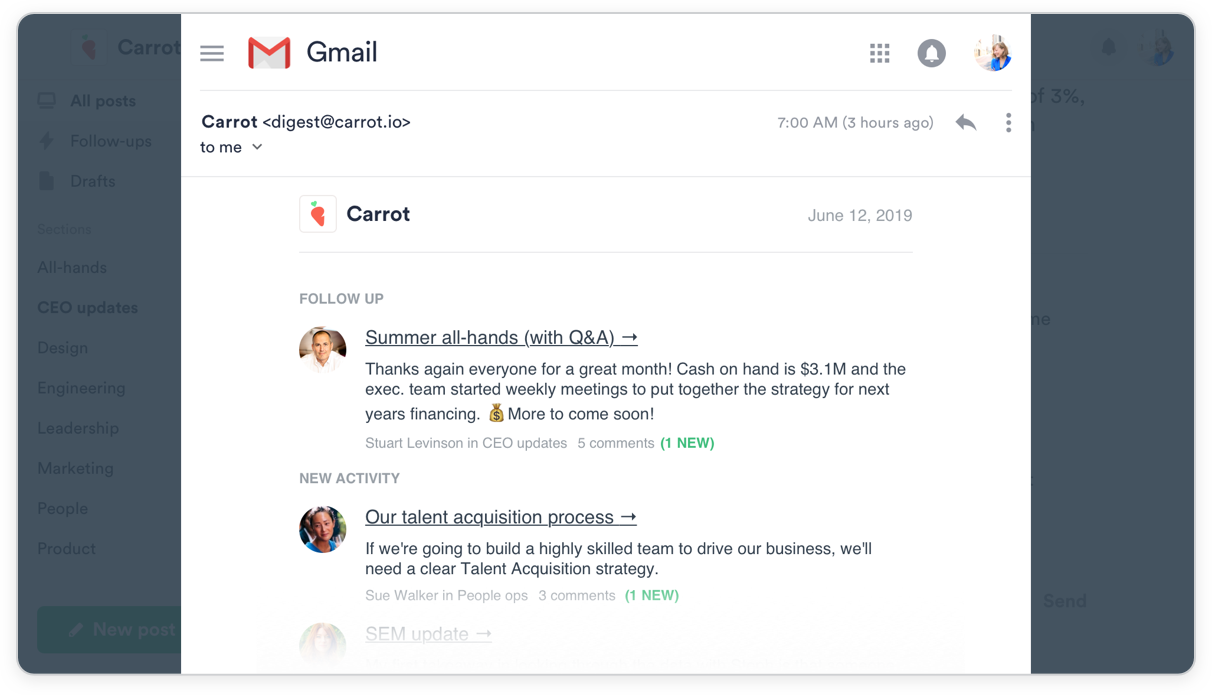 Carrot
All posts
Follow-ups
Drafts
Sections
All-hands
CEO updates
Design
Engineering
Leadership
Marketing
People
Product
New post
Gmail
Carrot <digest@carrot.io>
7:00 AM (3 hours ago)
to me
Carrot
June 12, 2019
FOLLOW UP
Summer all-hands (with Q&A) →
Thanks again everyone for a great month! Cash on hand is $3.1M and the
exec. team started weekly meetings to put together the strategy for next
years financing. 💰More to come soon!
Stuart Levinson in CEO updates 5 comments (1 NEW)
NEW ACTIVITY
Our talent acquisition process →
If we're going to build a highly skilled team to drive our business, we'll
need a clear Talent Acquisition strategy.
Sue Walker in People ops 3 comments (1 NEW)
SEM update →
of 3%,
Send